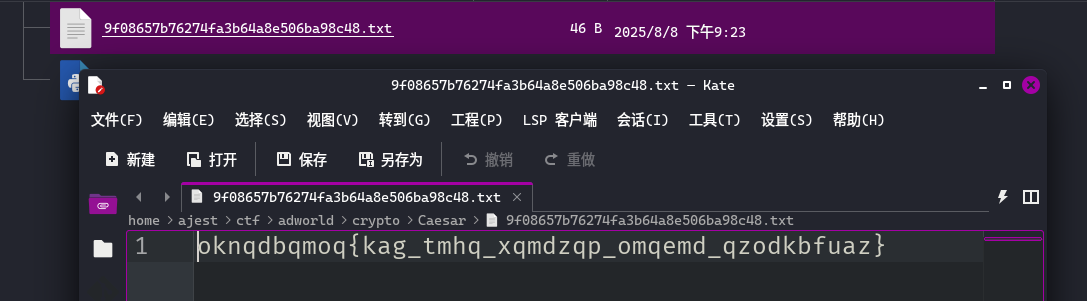 9f08657b76274fa3b64a8e506ba98c48.txt 46 B 2025/8/8 下午9:23
9f08657b76274fa3b64a8e506ba98c48.txt — Kate
文件(F) 编辑(E) 选择(S) 视图(V) 转到(G) 工程(P) LSP 客户端 会话(I) 工具(T) 设置(S) 帮助(H)
新建 打开 保存 另存为 撤销 重做
9f08657b76274fa3b64a8e506ba98c48.txt
home > ajest > ctf > adworld > crypto > Caesar > 9f08657b76274fa3b64a8e506ba98c48.txt
1 oknqdbqmoq{kag_tmhq_xqmdzqp_omqemd_qzodkbfuaz}